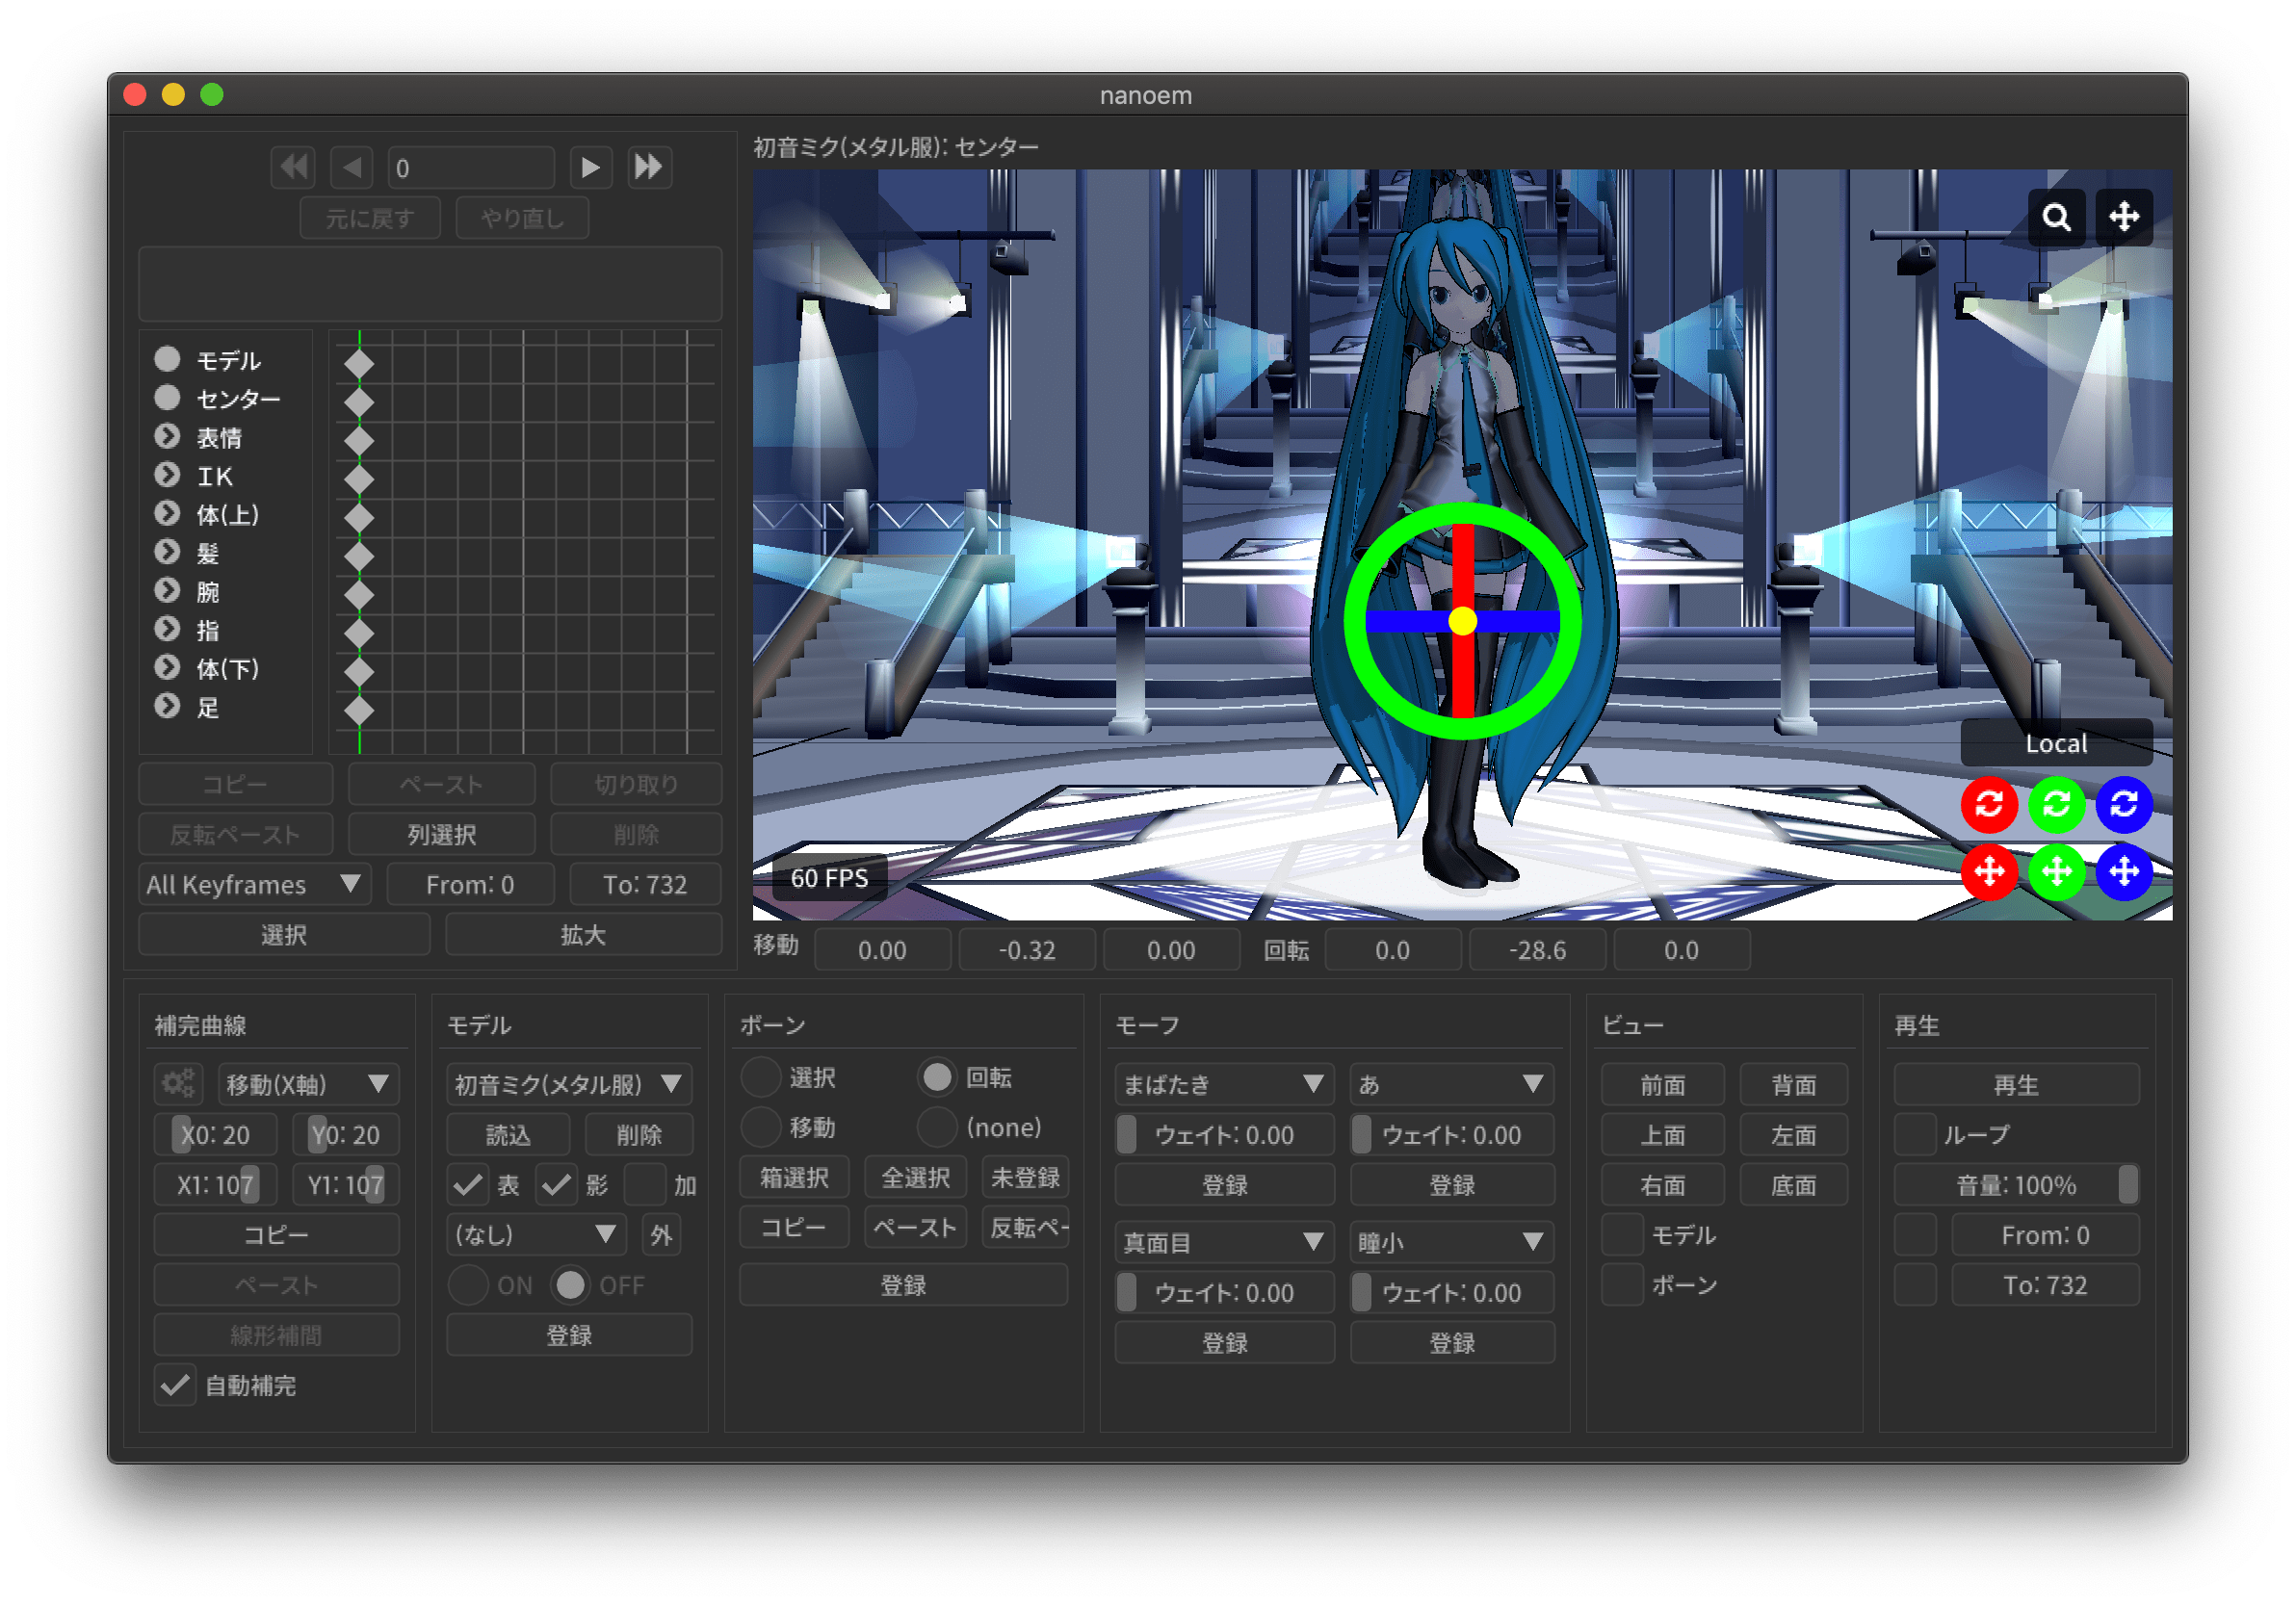 nanoem
0
元に戻す やり直し
モデル
センター
表情
IK
体(上)
髪
腕
指
体(下)
足
コピー ペースト 切り取り
反転ペースト 列選択 削除
All Keyframes From: 0 To: 732
選択 拡大
初音ミク(メタル服): センター
Local
60 FPS
移動 0.00 -0.32 0.00 回転 0.0 -28.6 0.0
補完曲線
移動(X軸)
X0: 20 Y0: 20
X1: 107 Y1: 107
コピー
ペースト
線形補間
自動補完
モデル
初音ミク(メタル服)
読込 削除
表 影 加
(なし) 外
ON OFF
登録
ボーン
選択 回転
移動 (none)
箱選択 全選択 未登録
コピー ペースト 反転ペー
登録
モーフ
まばたき あ
ウェイト: 0.00 ウェイト: 0.00
登録 登録
真面目 瞳小
ウェイト: 0.00 ウェイト: 0.00
登録 登録
ビュー
前面 背面
上面 左面
右面 底面
モデル
ボーン
再生
再生
ループ
音量: 100%
From: 0
To: 732